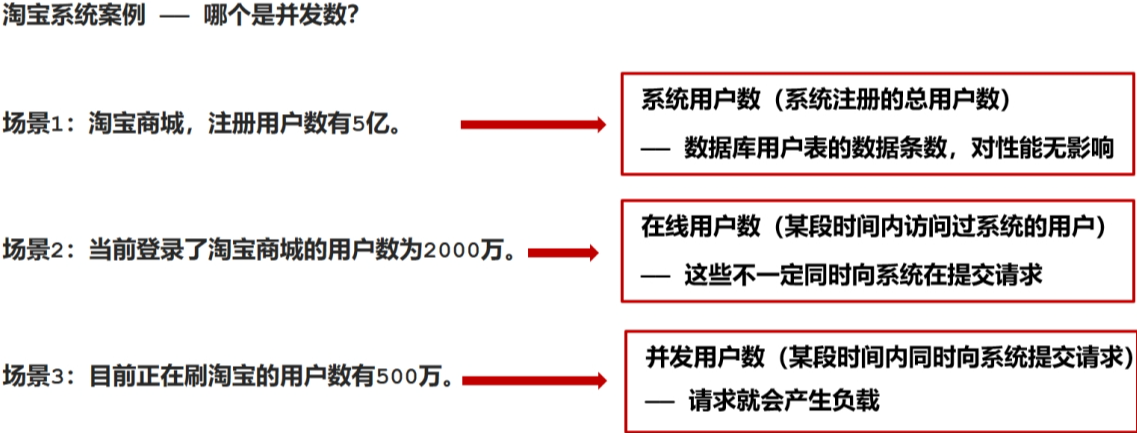 淘宝系统案例 — 哪个是并发数？
场景1：淘宝商城，注册用户数有5亿。
系统用户数（系统注册的总用户数）
— 数据库用户表的数据条数，对性能无影响
场景2：当前登录了淘宝商城的用户数为2000万。
在线用户数（某段时间内访问过系统的用户）
— 这些不一定同时向系统在提交请求
场景3：目前正在刷淘宝的用户数有500万。
并发用户数（某段时间内同时向系统提交请求）
— 请求就会产生负载